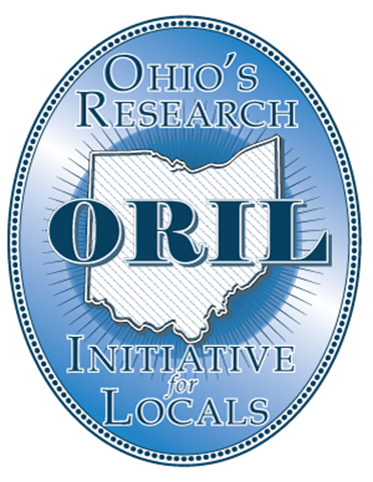 OHIO'S
RESEARCH
ORIL
INITIATIVE
for
LOCALS